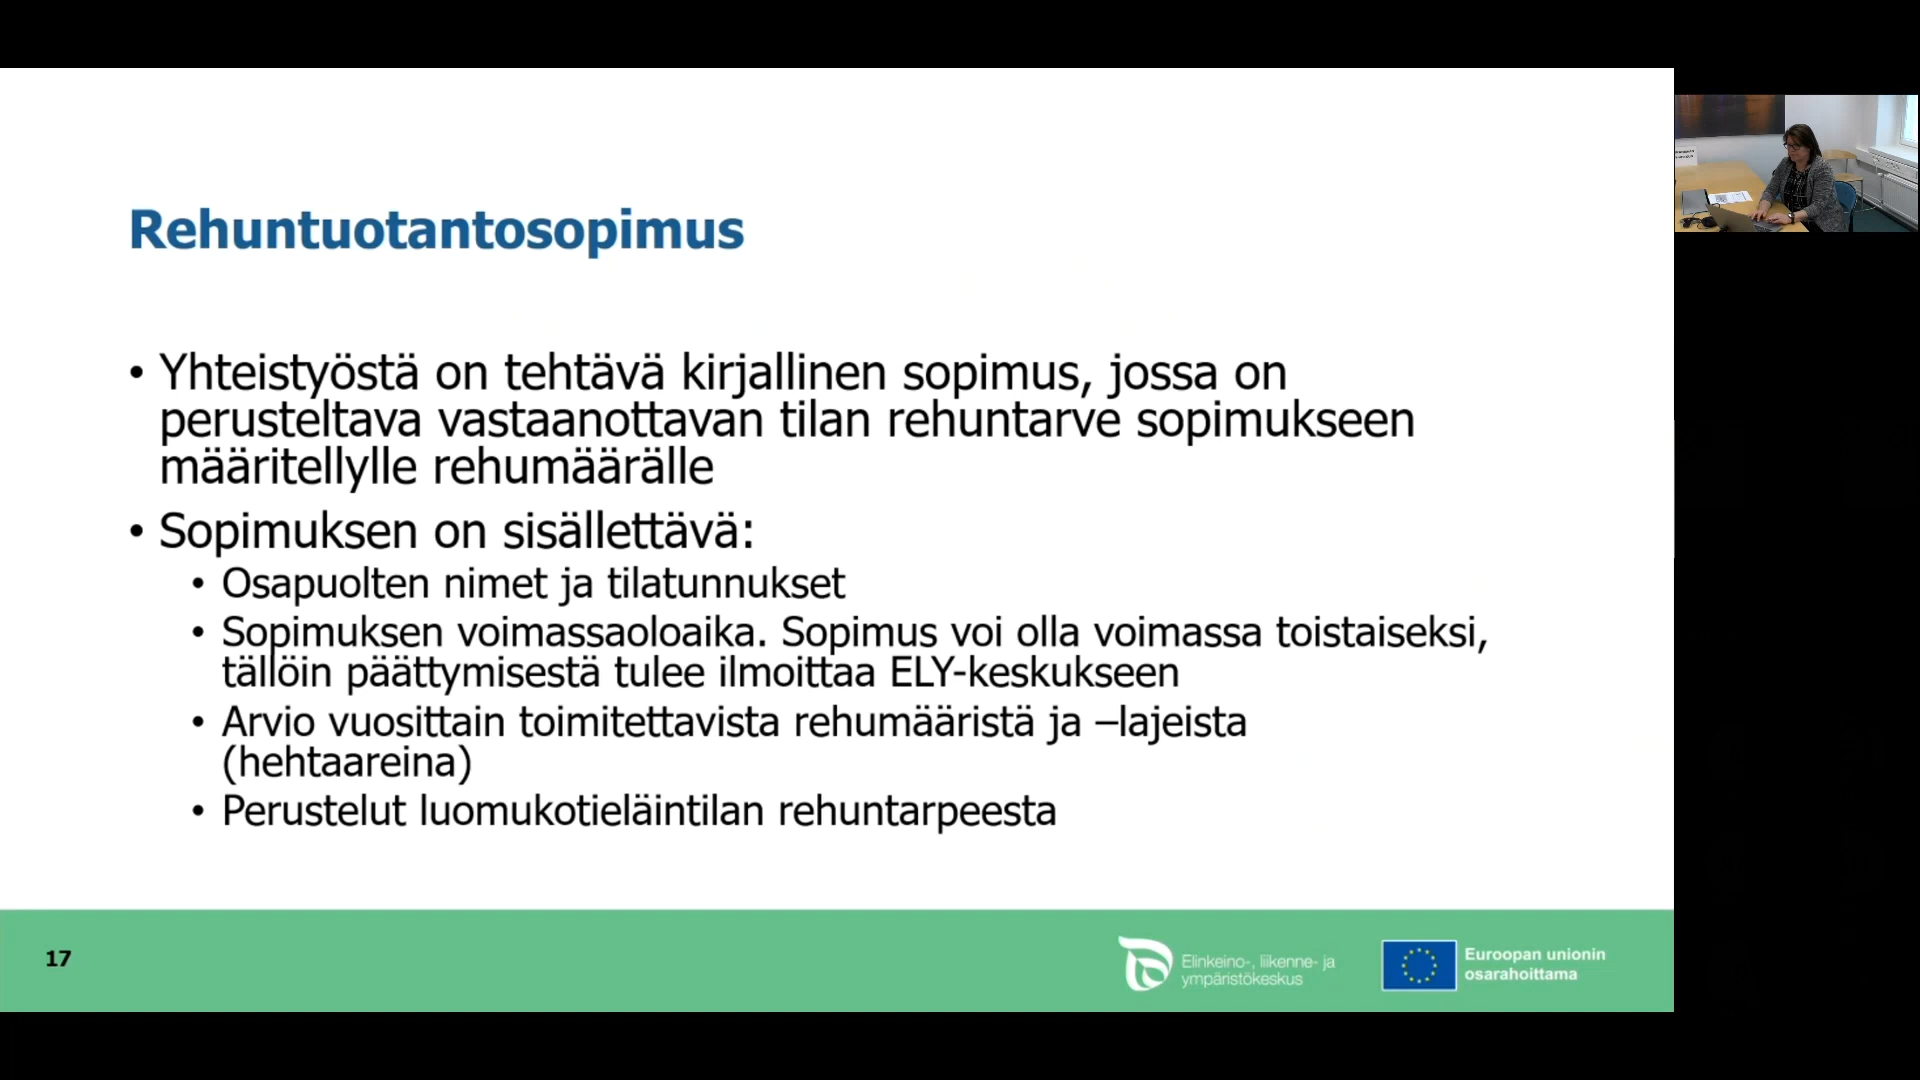 Rehuntuotantosopimus
• Yhteistyöstä on tehtävä kirjallinen sopimus, jossa on
perusteltava vastaanottavan tilan rehuntarve sopimukseen
määritellylle rehumäärälle
• Sopimuksen on sisällettävä:
• Osapuolten nimet ja tilatunnukset
• Sopimuksen voimassaoloaika. Sopimus voi olla voimassa toistaiseksi,
tällöin päättymisestä tulee ilmoittaa ELY-keskukseen
• Arvio vuosittain toimitettavista rehumääristä ja –lajeista
(hehtaareina)
• Perustelut luomukotieläintilan rehuntarpeesta
17
Elinkeino-, liikenne- ja
ympäristökeskus
Euroopan unionin
osarahoittama